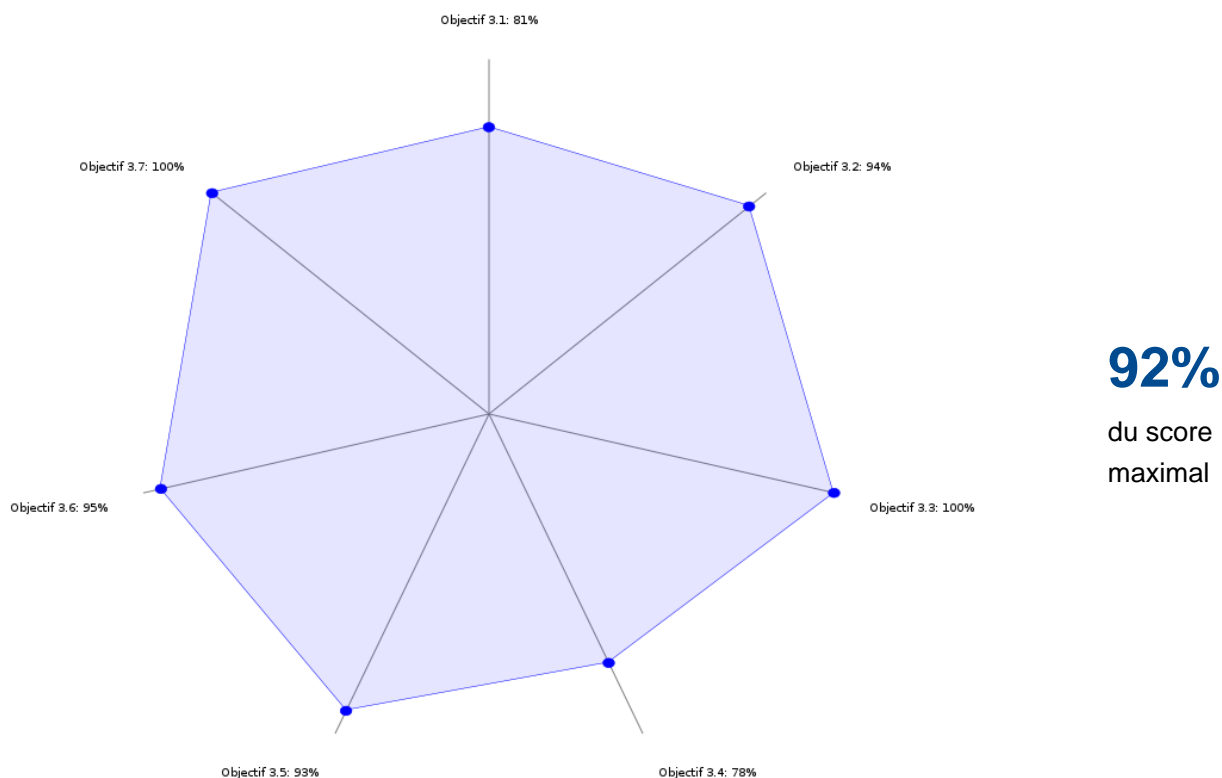 Objectif 3.1: 81%
Objectif 3.7: 100%
Objectif 3.2: 94%
92%
du score
maximal
Objectif 3.6: 95%
Objectif 3.3: 100%
Objectif 3.5: 93%
Objectif 3.4: 78%